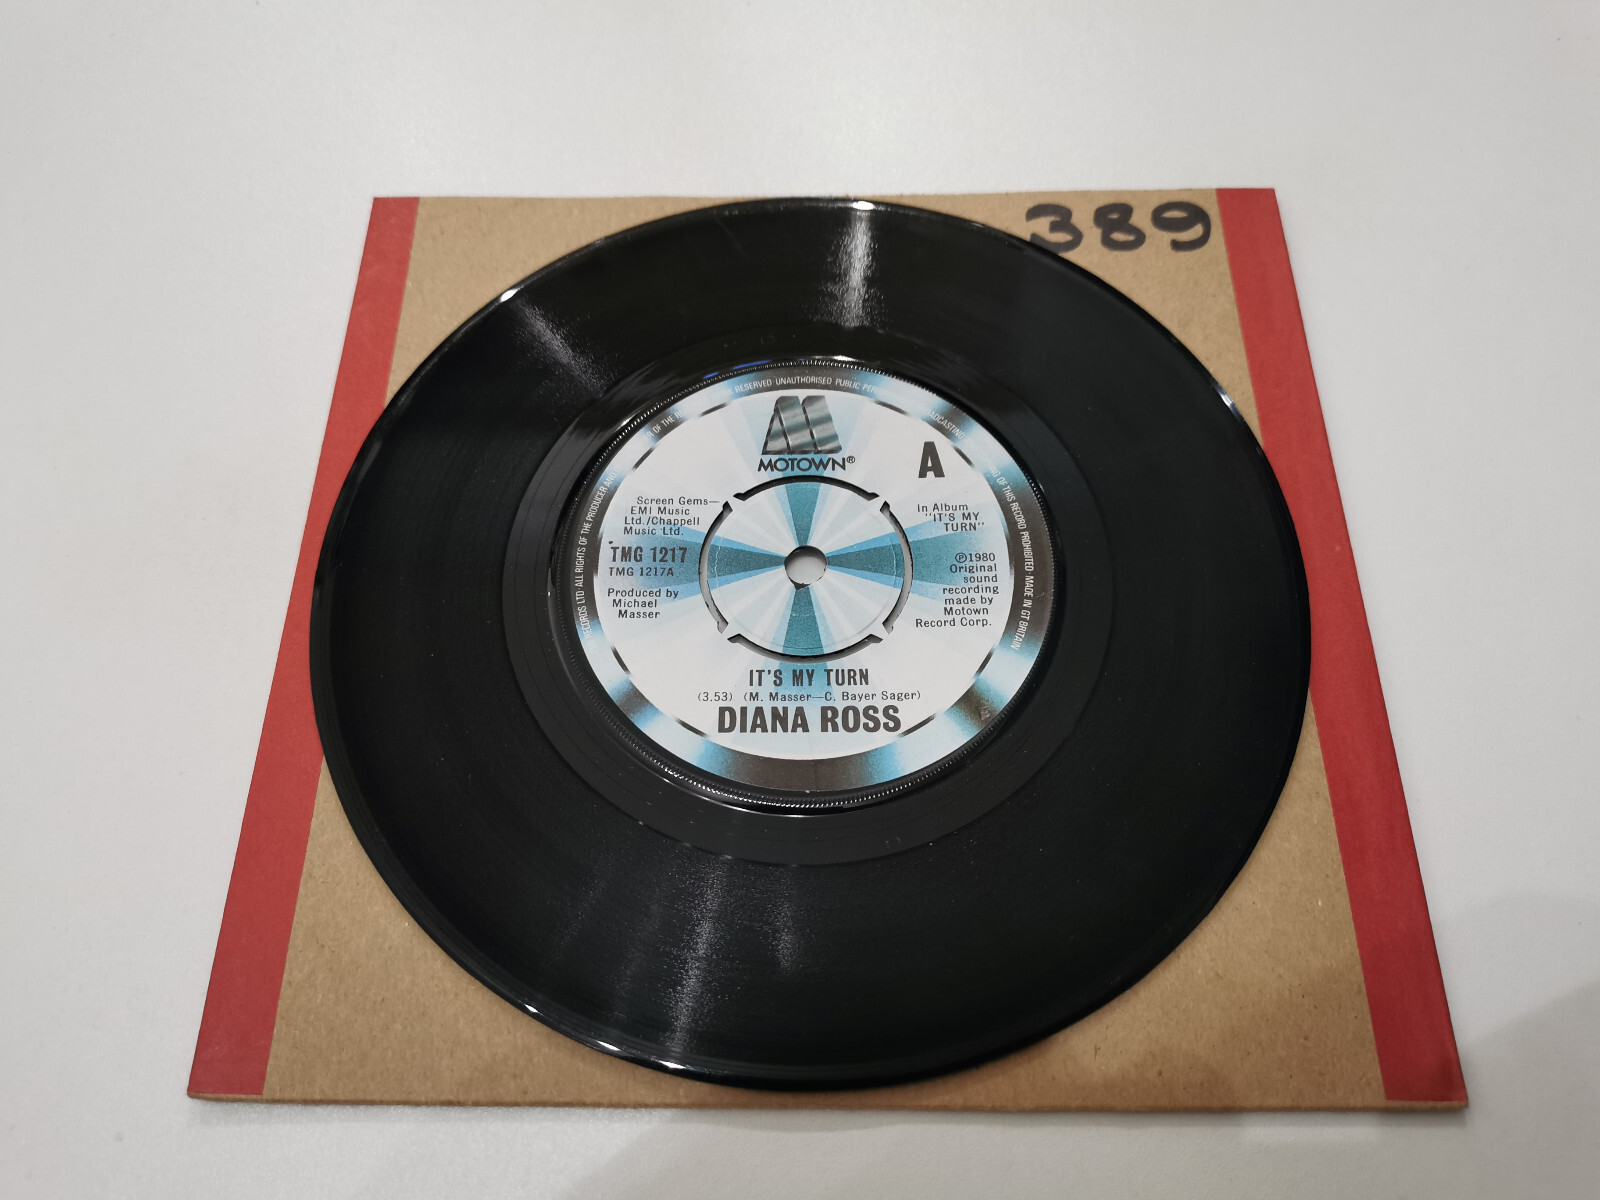 389
RESERVED UNAUTHORISED PUBLIC
RECORDS LTD ALL RIGHTS OF THE PRODUCER AND
OF THIS RECORD PROHIBITED · MADE IN GT BRITAIN
MOTOWN®
A
Screen Gems—
EMI Music
Ltd./Chappell
Music Ltd.
TMG 1217
TMG 1217A
Produced by
Michael
Masser
In Album
"IT'S MY
TURN"
Ⓟ1980
Original
sound
recording
made by
Motown
Record Corp.
IT'S MY TURN
(3.53) (M. Masser—C. Bayer Sager)
DIANA ROSS